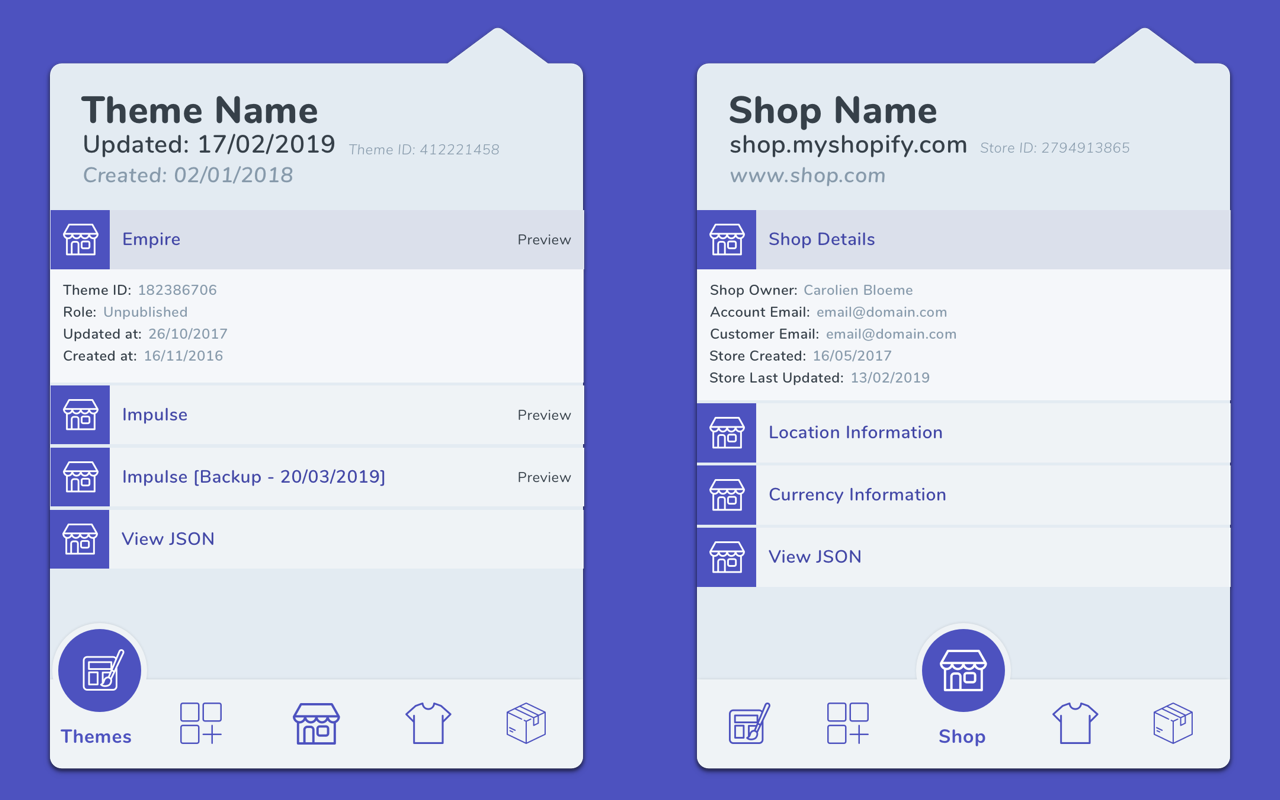 Theme Name
Updated: 17/02/2019 Theme ID: 412221458
Created: 02/01/2018
Empire Preview
Theme ID: 182386706
Role: Unpublished
Updated at: 26/10/2017
Created at: 16/11/2016
Impulse Preview
Impulse [Backup - 20/03/2019] Preview
View JSON
Themes
Shop Name
shop.myshopify.com Store ID: 2794913865
www.shop.com
Shop Details
Shop Owner: Carolien Bloeme
Account Email: email@domain.com
Customer Email: email@domain.com
Store Created: 16/05/2017
Store Last Updated: 13/02/2019
Location Information
Currency Information
View JSON
Shop